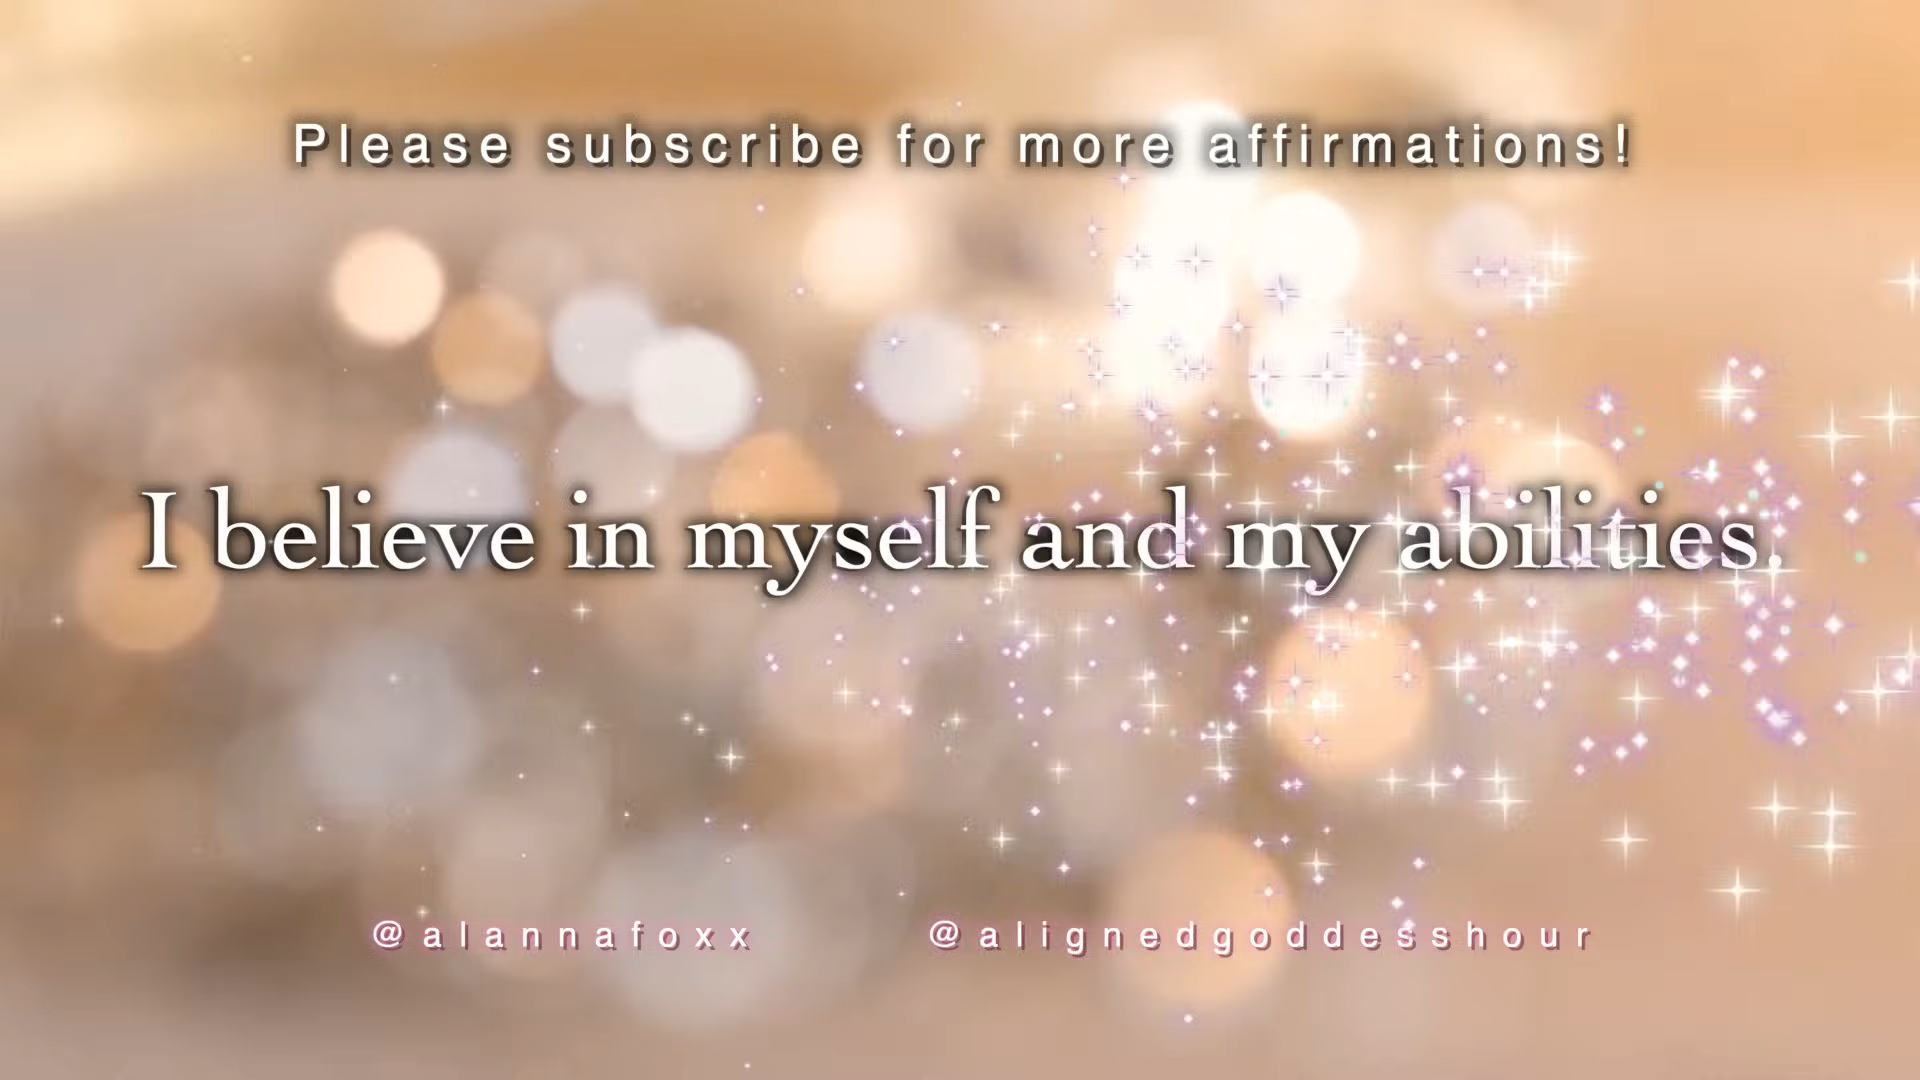 Please subscribe for more affirmations!
I believe in myself and my abilities.
@alannafoxx @alignedgoddesshour